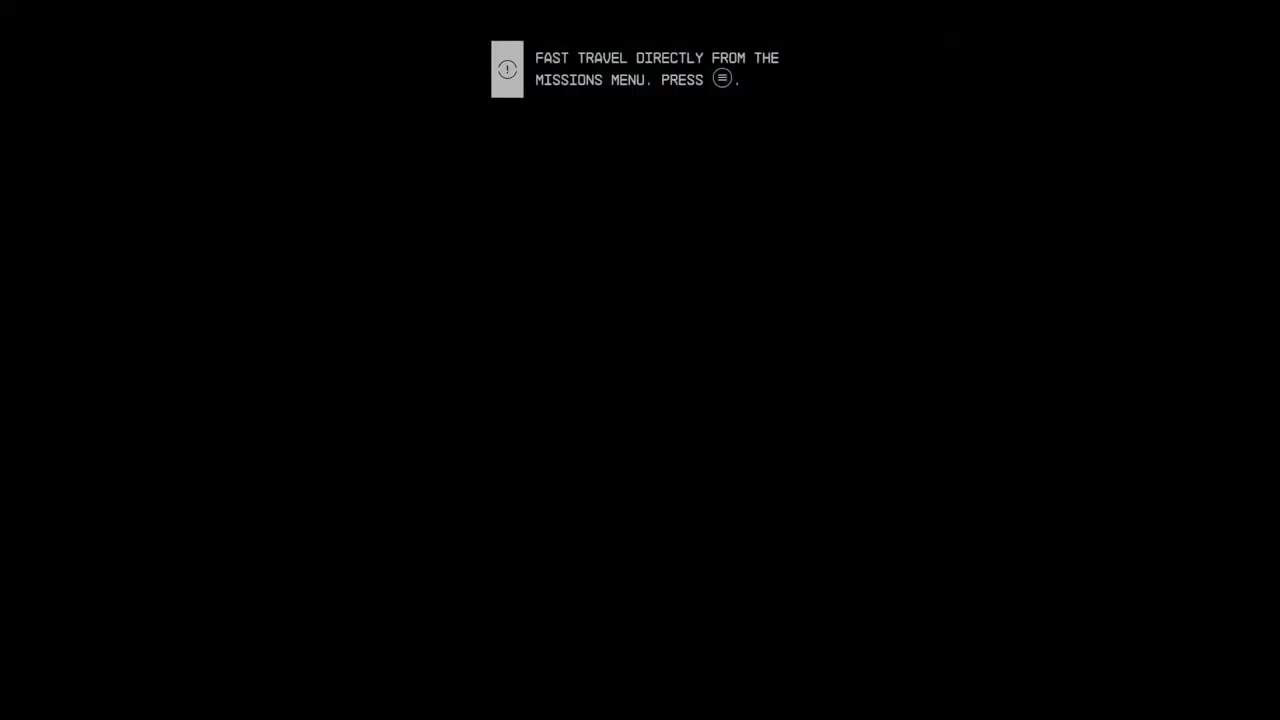 FAST TRAVEL DIRECTLY FROM THE
MISSIONS MENU. PRESS .